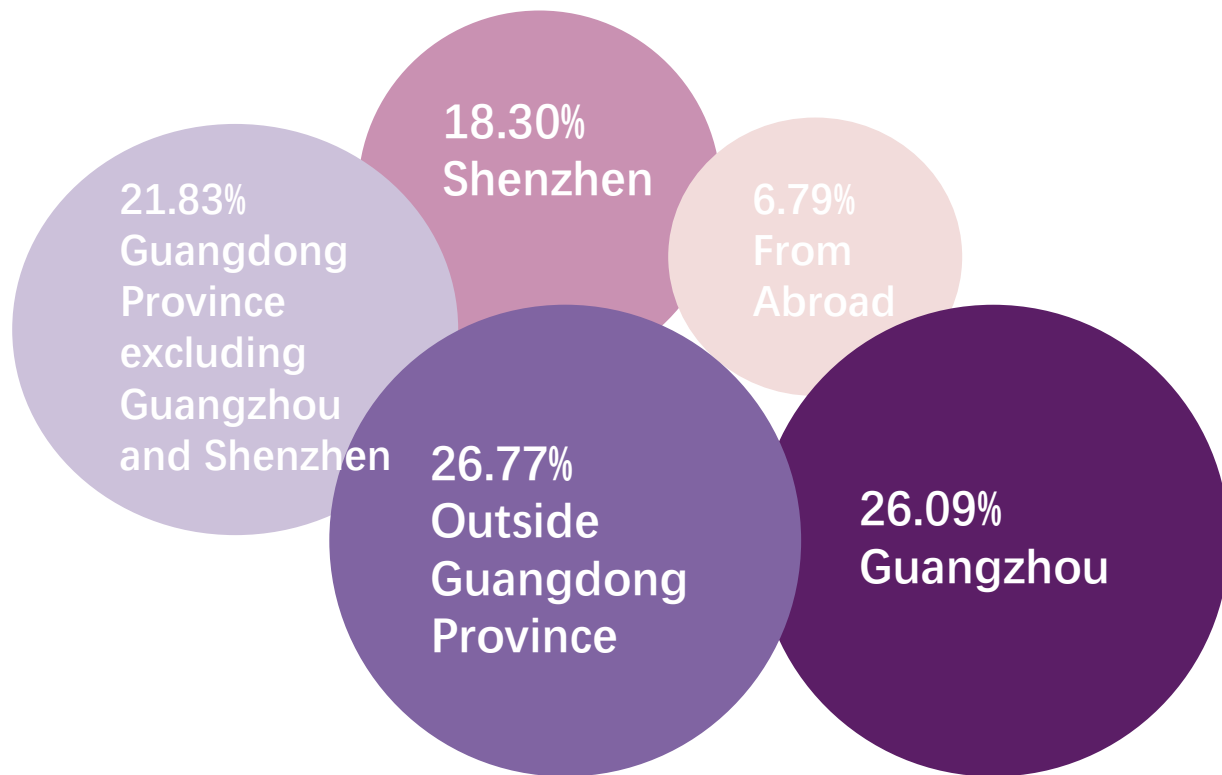 18.30%
Shenzhen
21.83%
Guangdong
Province
excluding
Guangzhou
and Shenzhen
6.79%
From
Abroad
26.77%
Outside
Guangdong
Province
26.09%
Guangzhou